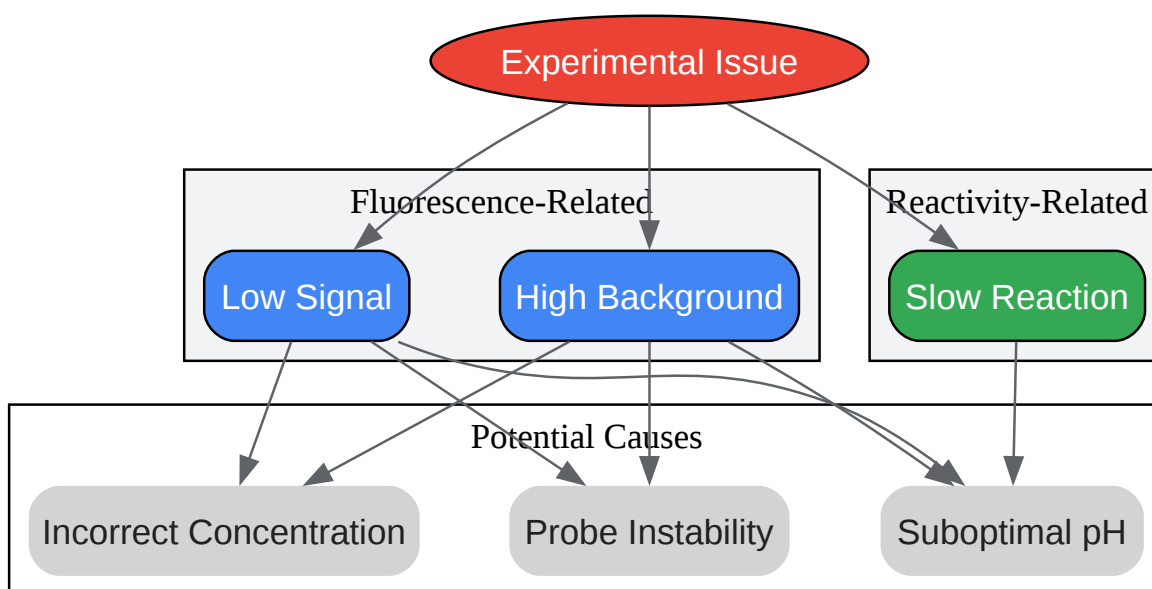 Experimental Issue
Fluorescence-Related
Reactivity-Related
Low Signal
High Background
Slow Reaction
Potential Causes
Incorrect Concentration
Probe Instability
Suboptimal pH